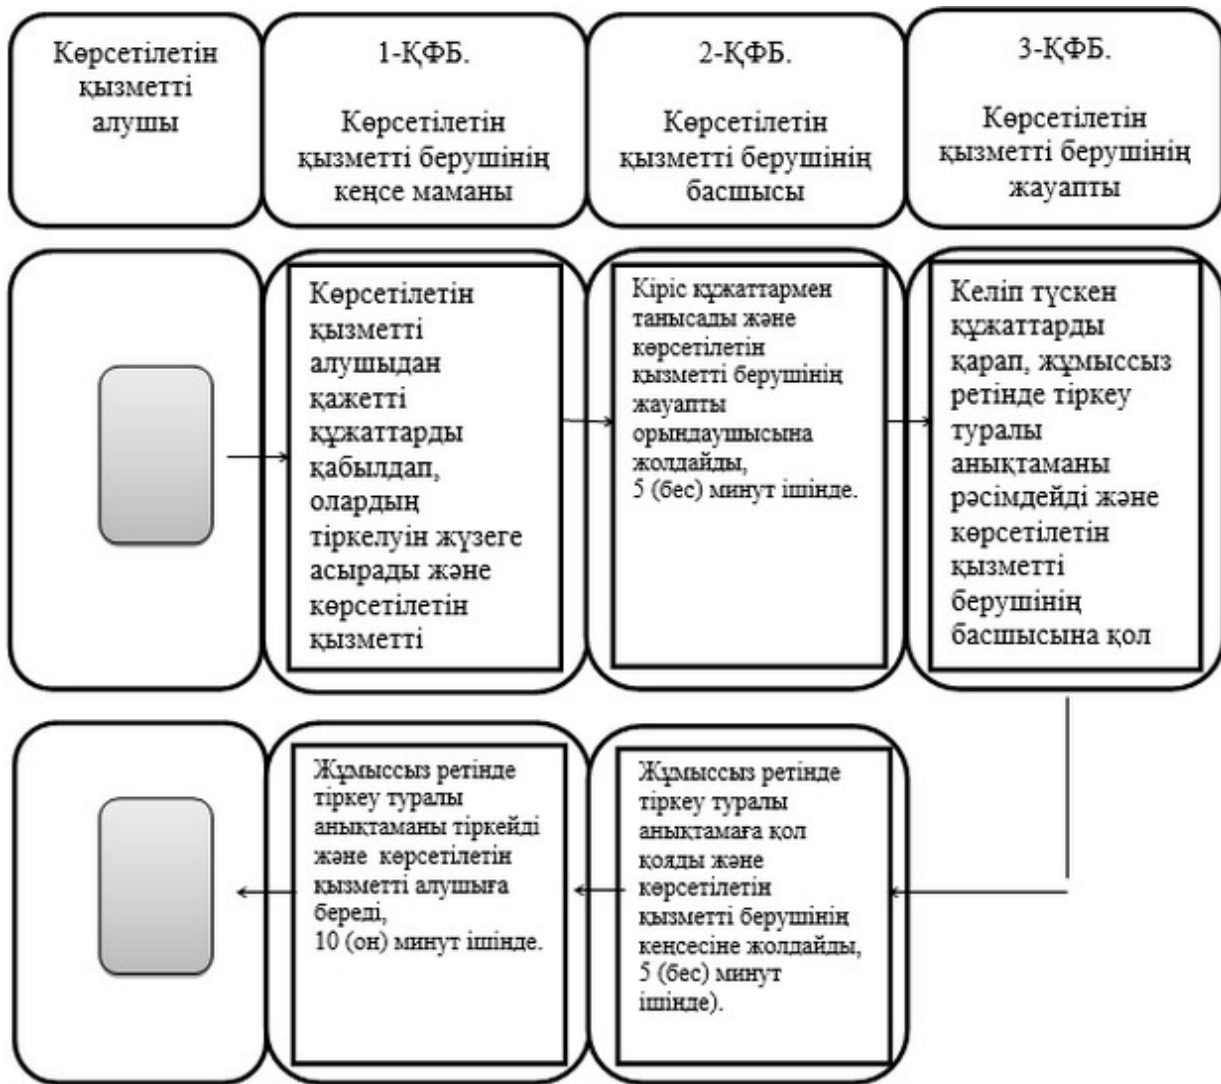 Көрсетілетін
қызметті
алушы
1-ҚФБ.
Көрсетілетін
қызметті берушінің
кеңсе маманы
2-ҚФБ.
Көрсетілетін
қызметті берушінің
басшысы
3-ҚФБ.
Көрсетілетін
қызметті берушінің
жауапты
Көрсетілетін
қызметті
алушыдан
қажетті
құжаттарды
қабылдап,
олардың
тіркелуін жүзеге
асырады және
көрсетілетін
қызметті
Кіріс құжаттармен
танысады және
көрсетілетін
қызметті берушінің
жауапты
орындаушысына
жолдайды,
5 (бес) минут ішінде.
Келіп түскен
құжаттарды
қарап, жұмыссыз
ретінде тіркеу
туралы
анықтаманы
рәсімдейді және
көрсетілетін
қызметті
берушінің
басшысына қол
Жұмыссыз ретінде
тіркеу туралы
анықтаманы тіркейді
және көрсетілетін
қызметті алушыға
береді,
10 (он) минут ішінде.
Жұмыссыз ретінде
тіркеу туралы
анықтамаға қол
қояды және
көрсетілетін
қызметті берушінің
кеңсесіне жолдайды,
5 (бес) минут
ішінде).